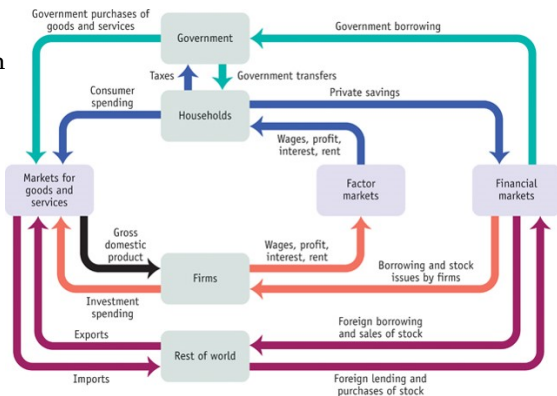 Government purchases of
goods and services
Government
Government borrowing
n
Taxes
Government transfers
Consumer
spending
Households
Private savings
Wages, profit,
interest, rent
Markets for
goods and
services
Factor
markets
Financial
markets
Gross
domestic
product
Wages, profit,
interest, rent
Firms
Borrowing and stock
issues by firms
Investment
spending
Exports
Foreign borrowing
and sales of stock
Rest of world
Imports
Foreign lending and
purchases of stock